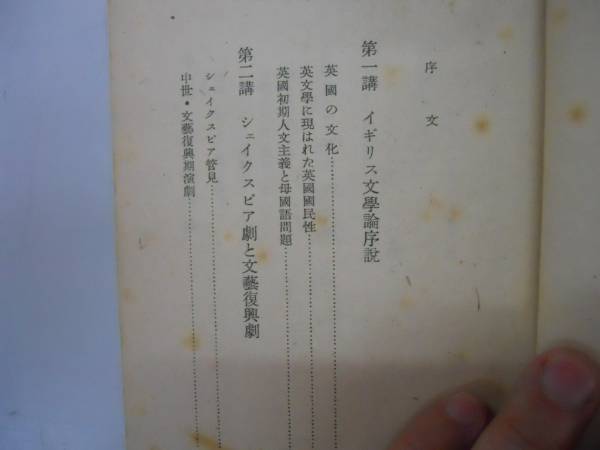 序文
第一講 イギリス文學論序說
英國の文化
英文學に現はれた英國國民性
英國初期人文主義と母國語問題
第二講 シェイクスピア劇と文藝復興劇
シェイクスピア管見
中世・文藝復興期演劇